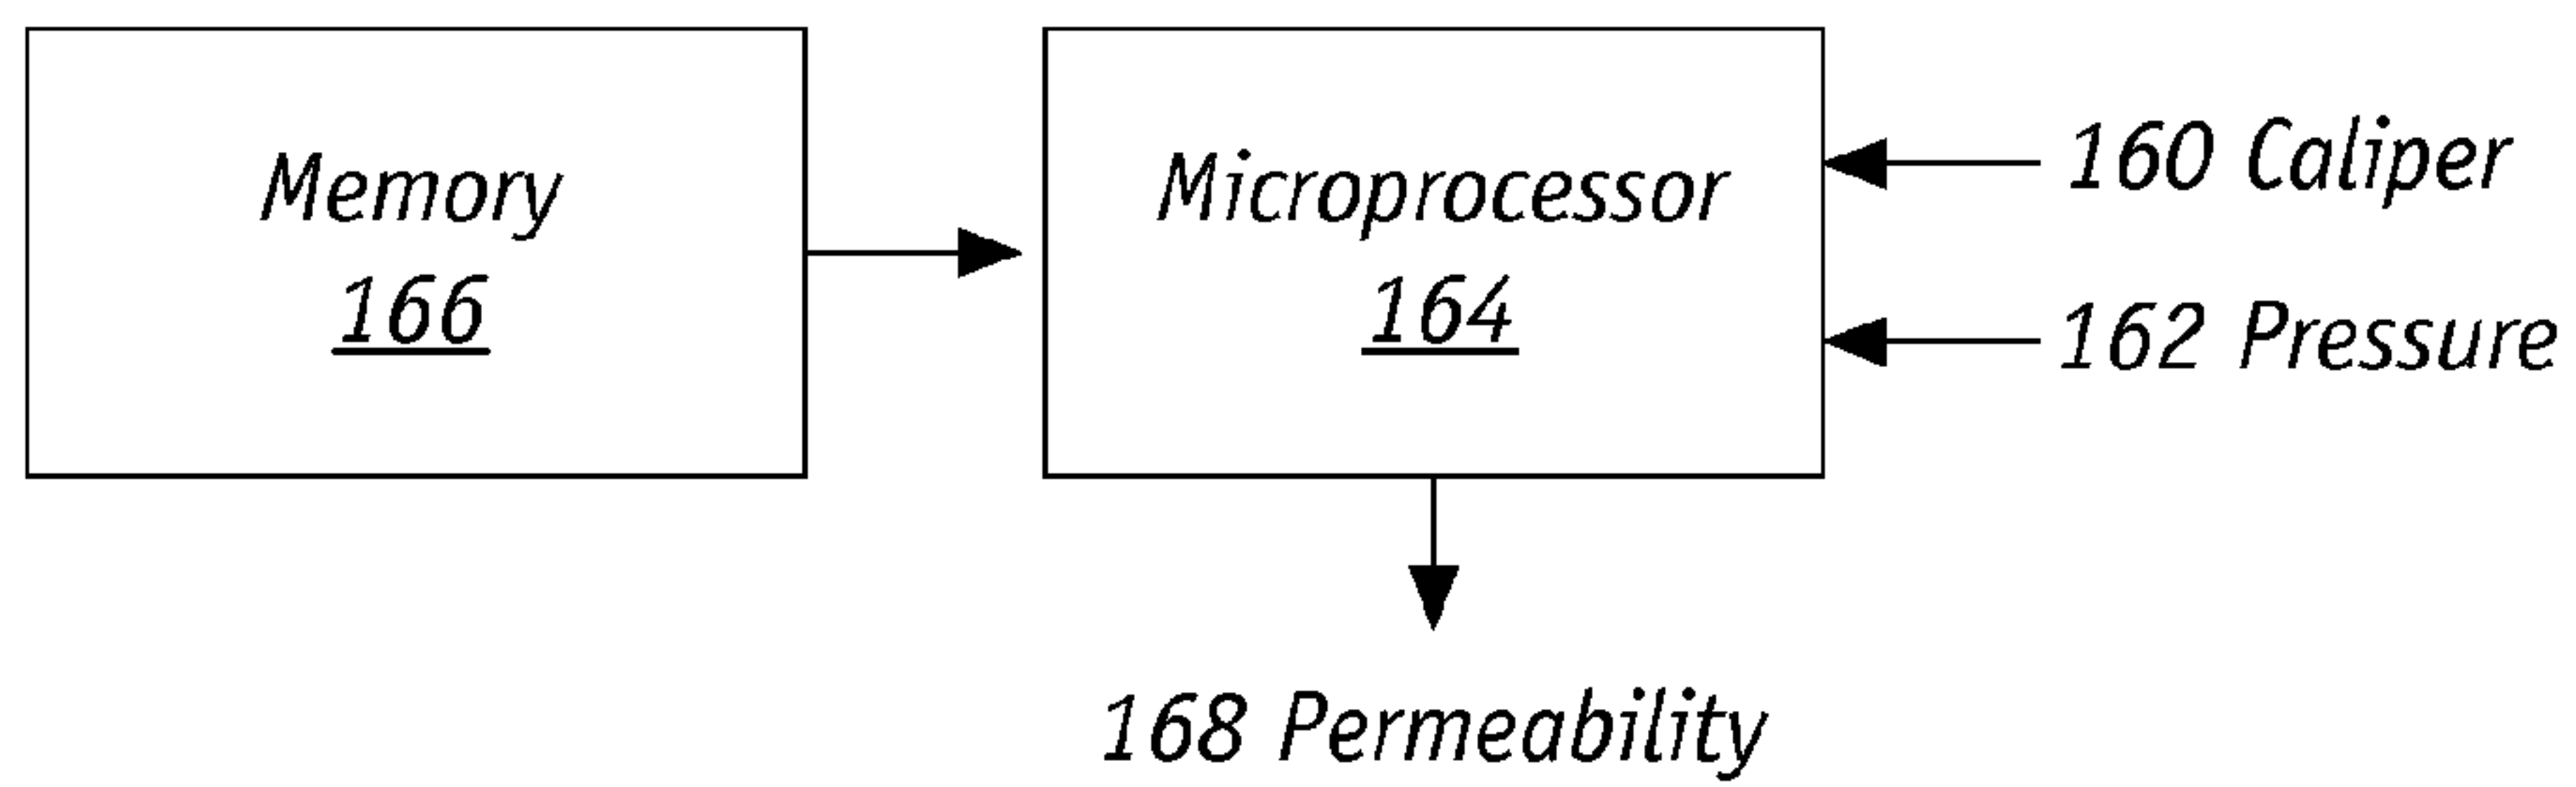 Memory
166
Microprocessor
164
160 Caliper
162 Pressure
168 Permeability